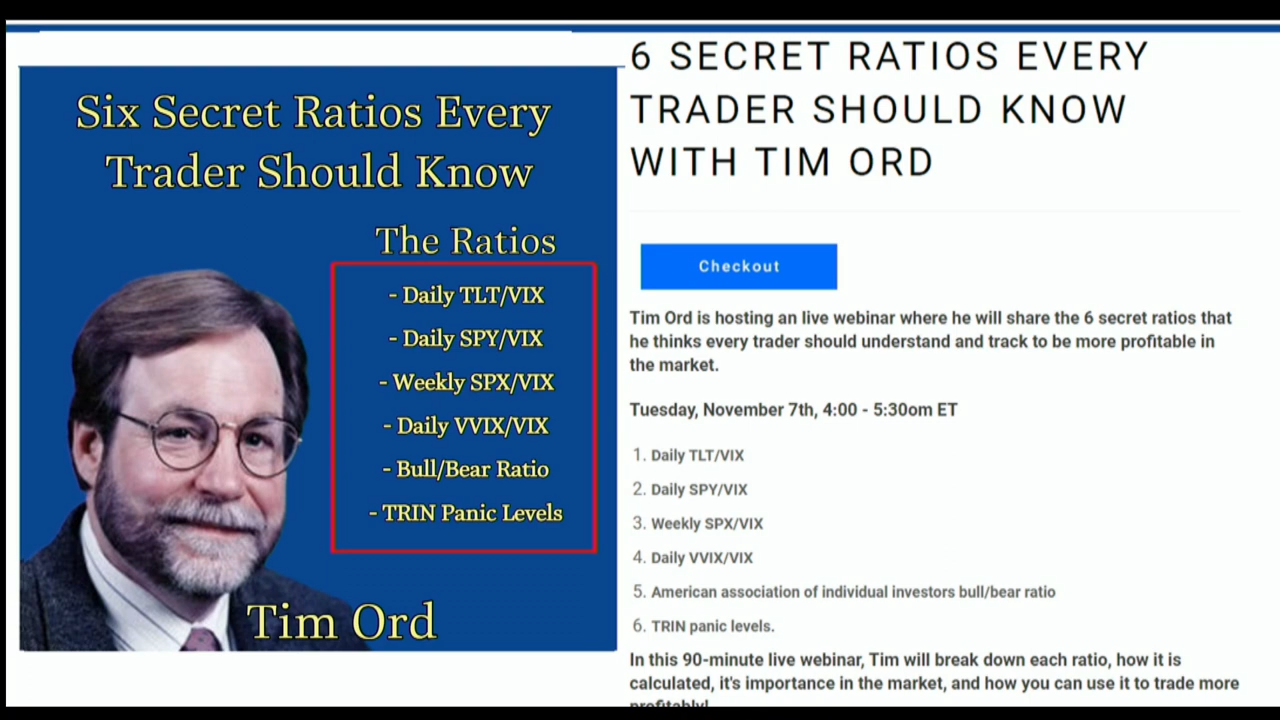 Six Secret Ratios Every
Trader Should Know
The Ratios
- Daily TLT/VIX
- Daily SPY/VIX
- Weekly SPX/VIX
- Daily VVIX/VIX
- Bull/Bear Ratio
- TRIN Panic Levels
Tim Ord
6 SECRET RATIOS EVERY
TRADER SHOULD KNOW
WITH TIM ORD
Checkout
Tim Ord is hosting an live webinar where he will share the 6 secret ratios that
he thinks every trader should understand and track to be more profitable in
the market.
Tuesday, November 7th, 4:00 - 5:30om ET
1. Daily TLT/VIX
2. Daily SPY/VIX
3. Weekly SPX/VIX
4. Daily VVIX/VIX
5. American association of individual investors bull/bear ratio
6. TRIN panic levels.
In this 90-minute live webinar, Tim will break down each ratio, how it is
calculated, it's importance in the market, and how you can use it to trade more
profitably!